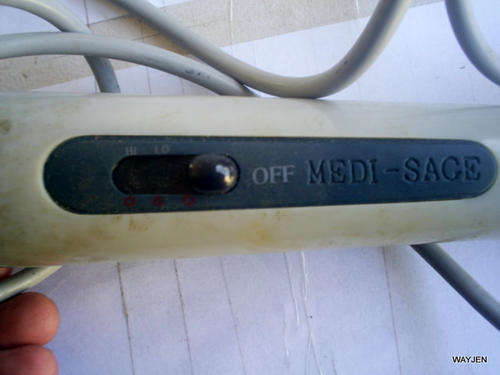 HI LO
OFF MEDI-SAGE
WAYJEN